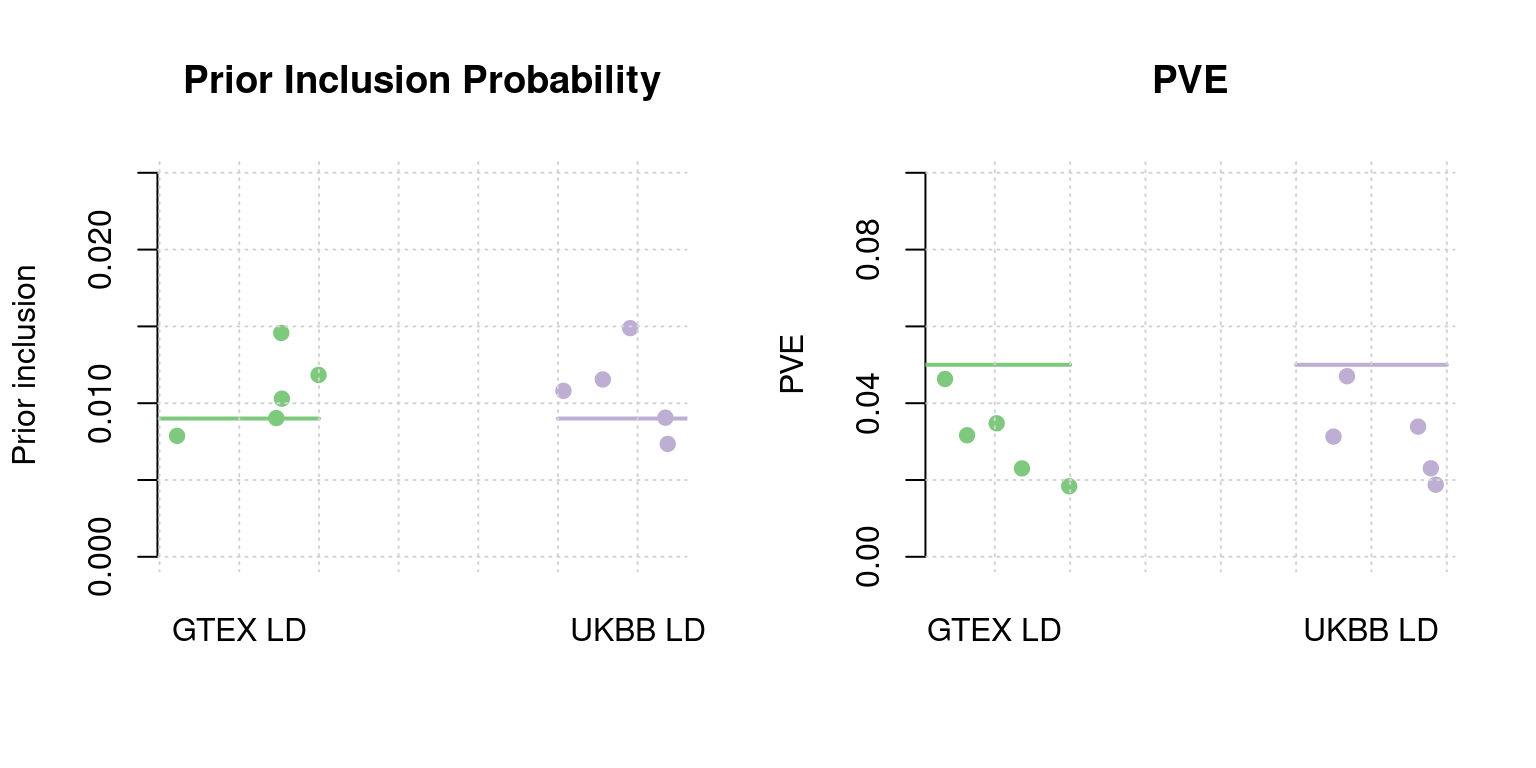 Prior Inclusion Probability
Prior inclusion
0.020
0.010
0.000
GTEX LD
UKBB LD
PVE
PVE
0.08
0.04
0.00
GTEX LD
UKBB LD